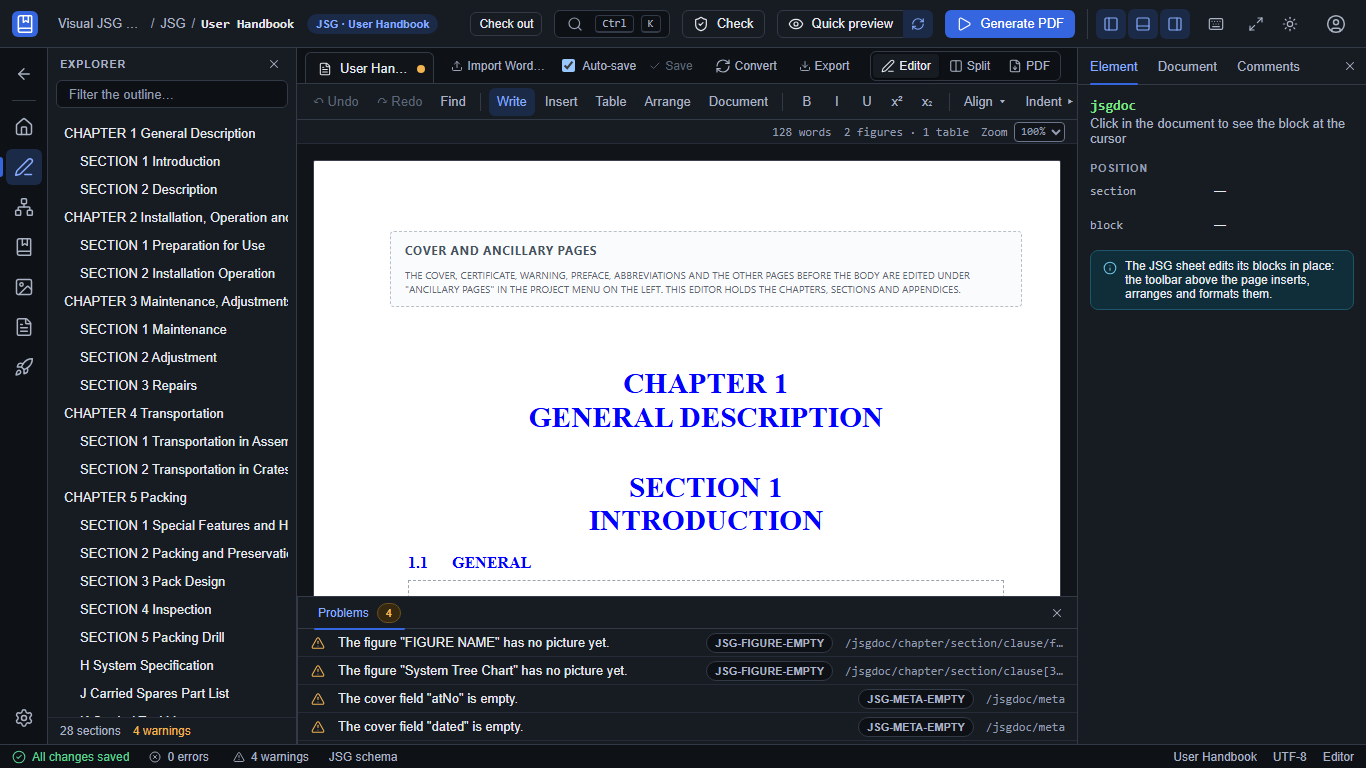 Visual JSG ... / JSG / User Handbook
JSG · User Handbook
Check out
Ctrl K
Check
Quick preview
Generate PDF
EXPLORER
Filter the outline...
CHAPTER 1 General Description
SECTION 1 Introduction
SECTION 2 Description
CHAPTER 2 Installation, Operation and
SECTION 1 Preparation for Use
SECTION 2 Installation Operation
CHAPTER 3 Maintenance, Adjustments
SECTION 1 Maintenance
SECTION 2 Adjustment
SECTION 3 Repairs
CHAPTER 4 Transportation
SECTION 1 Transportation in Assem
SECTION 2 Transportation in Crates
CHAPTER 5 Packing
SECTION 1 Special Features and H
SECTION 2 Packing and Preservati
SECTION 3 Pack Design
SECTION 4 Inspection
SECTION 5 Packing Drill
H System Specification
J Carried Spares Part List
28 sections 4 warnings
User Han...
Import Word...
Auto-save
Save
Convert
Export
Editor
Split
PDF
Undo
Redo
Find
Write
Insert
Table
Arrange
Document
B
I
U
x²
x₂
Align
Indent
128 words 2 figures · 1 table Zoom 100%
COVER AND ANCILLARY PAGES
THE COVER, CERTIFICATE, WARNING, PREFACE, ABBREVIATIONS AND THE OTHER PAGES BEFORE THE BODY ARE EDITED UNDER
"ANCILLARY PAGES" IN THE PROJECT MENU ON THE LEFT. THIS EDITOR HOLDS THE CHAPTERS, SECTIONS AND APPENDICES.
CHAPTER 1
GENERAL DESCRIPTION
SECTION 1
INTRODUCTION
1.1 GENERAL
Problems 4
The figure "FIGURE NAME" has no picture yet. JSG-FIGURE-EMPTY /jsgdoc/chapter/section/clause/f...
The figure "System Tree Chart" has no picture yet. JSG-FIGURE-EMPTY /jsgdoc/chapter/section/clause[3...
The cover field "atNo" is empty. JSG-META-EMPTY /jsgdoc/meta
The cover field "dated" is empty. JSG-META-EMPTY /jsgdoc/meta
Element
Document
Comments
jsgdoc
Click in the document to see the block at the
cursor
POSITION
section —
block —
The JSG sheet edits its blocks in place:
the toolbar above the page inserts,
arranges and formats them.
All changes saved
0 errors
4 warnings
JSG schema
User Handbook
UTF-8
Editor